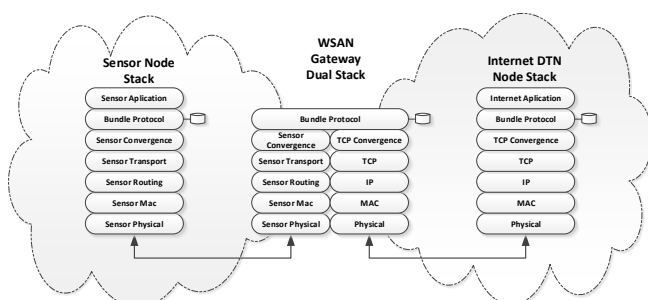 Sensor Node
Stack
Sensor Aplication
Bundle Protocol
Sensor Convergence
Sensor Transport
Sensor Routing
Sensor Mac
Sensor Physical
WSAN
Gateway
Dual Stack
Bundle Protocol
Sensor
Convergence
TCP Convergence
Sensor Transport
TCP
Sensor Routing
IP
Sensor Mac
MAC
Sensor Physical
Physical
Internet DTN
Node Stack
Internet Aplication
Bundle Protocol
TCP Convergence
TCP
IP
MAC
Physical